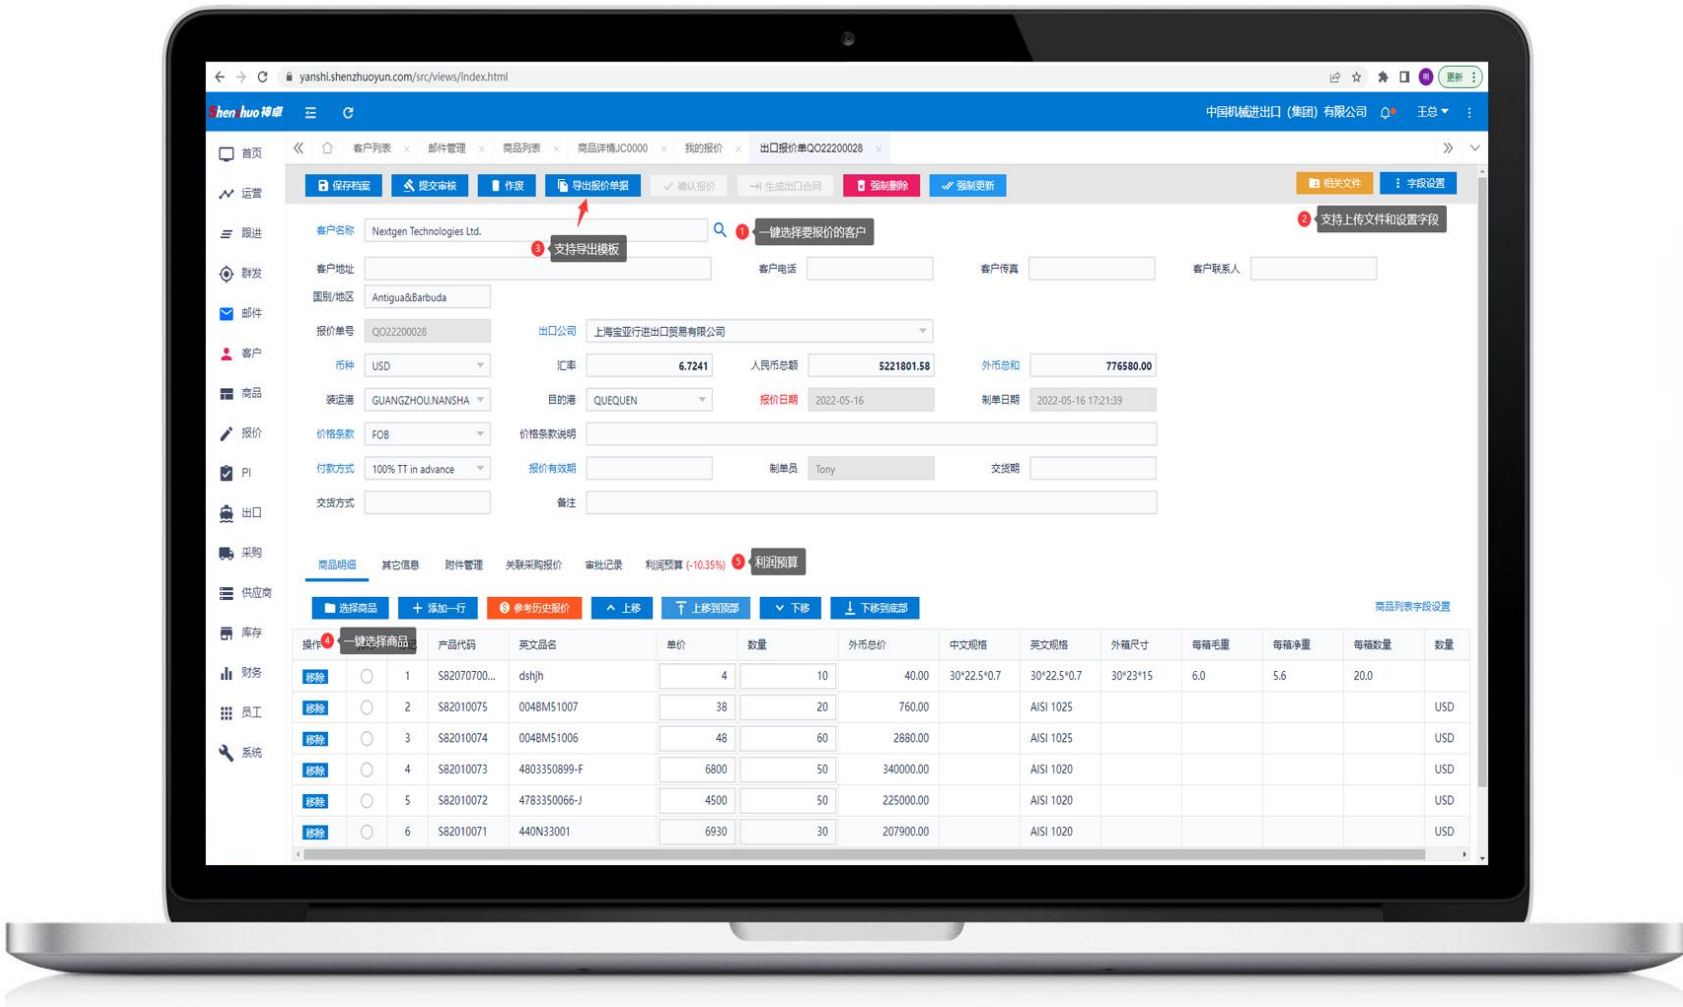 yanshi.shenzhuoyun.com/src/views/index.html
更新
Shen huo 神卓
中国机械进出口（集团）有限公司 王总
首页
运营
跟进
群发
邮件
客户
商品
报价
PI
出口
采购
供应商
库存
财务
员工
系统
客户列表 × 邮件管理 × 商品列表 × 商品详情JC0000 × 我的报价 × 出口报价单QO22200028 ×
保存档案 提交审核 作废 导出报价单据 确认报价 生成出口合同 强制删除 强制更新 相关文件 字段设置
2 支持上传文件和设置字段
客户名称 Nextgen Technologies Ltd. 1 一键选择要报价的客户
3 支持导出模板
客户地址 客户电话 客户传真 客户联系人
国别/地区 Antigua&Barbuda
报价单号 QO22200028 出口公司 上海宝亚行进出口贸易有限公司
币种 USD 汇率 6.7241 人民币总额 5221801.58 外币总和 776580.00
装运港 GUANGZHOU,NANSHA 目的港 QUEQUEN 报价日期 2022-05-16 制单日期 2022-05-16 17:21:39
价格条款 FOB 价格条款说明
付款方式 100% TT in advance 报价有效期 制单员 Tony 交货期
交货方式 备注
商品明细 其它信息 附件管理 关联采购报价 审批记录 利润预算 (-10.35%) 5 利润预算
选择商品 添加一行 参考历史报价 上移 上移到顶部 下移 下移到底部 商品列表字段设置
操作 4 一键选择商品 产品代码 英文品名 单价 数量 外币总价 中文规格 英文规格 外箱尺寸 每箱毛重 每箱净重 每箱数量 数量
移除 1 S82070700... dshjh 4 10 40.00 30*22.5*0.7 30*22.5*0.7 30*23*15 6.0 5.6 20.0
移除 2 S82010075 004BM51007 38 20 760.00 AISI 1025 USD
移除 3 S82010074 004BM51006 48 60 2880.00 AISI 1025 USD
移除 4 S82010073 4803350899-F 6800 50 340000.00 AISI 1020 USD
移除 5 S82010072 4783350066-J 4500 50 225000.00 AISI 1020 USD
移除 6 S82010071 440N33001 6930 30 207900.00 AISI 1020 USD